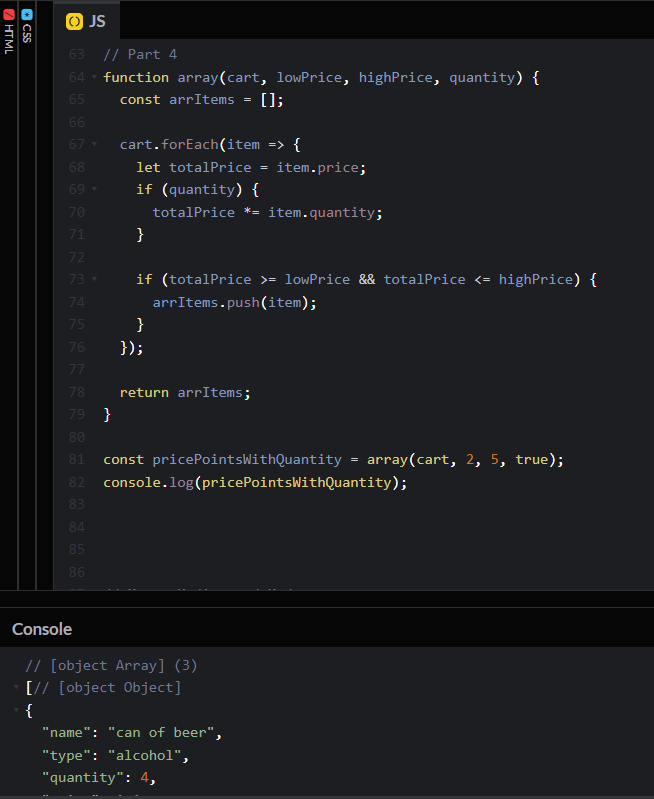 HTML
CSS
JS
63 // Part 4
64 function array(cart, lowPrice, highPrice, quantity) {
65 const arrItems = [];
66
67 cart.forEach(item => {
68 let totalPrice = item.price;
69 if (quantity) {
70 totalPrice *= item.quantity;
71 }
72
73 if (totalPrice >= lowPrice && totalPrice <= highPrice) {
74 arrItems.push(item);
75 }
76 });
77
78 return arrItems;
79 }
80
81 const pricePointsWithQuantity = array(cart, 2, 5, true);
82 console.log(pricePointsWithQuantity);
83
84
85
86
Console
// [object Array] (3)
[// [object Object]
{
"name": "can of beer",
"type": "alcohol",
"quantity": 4,